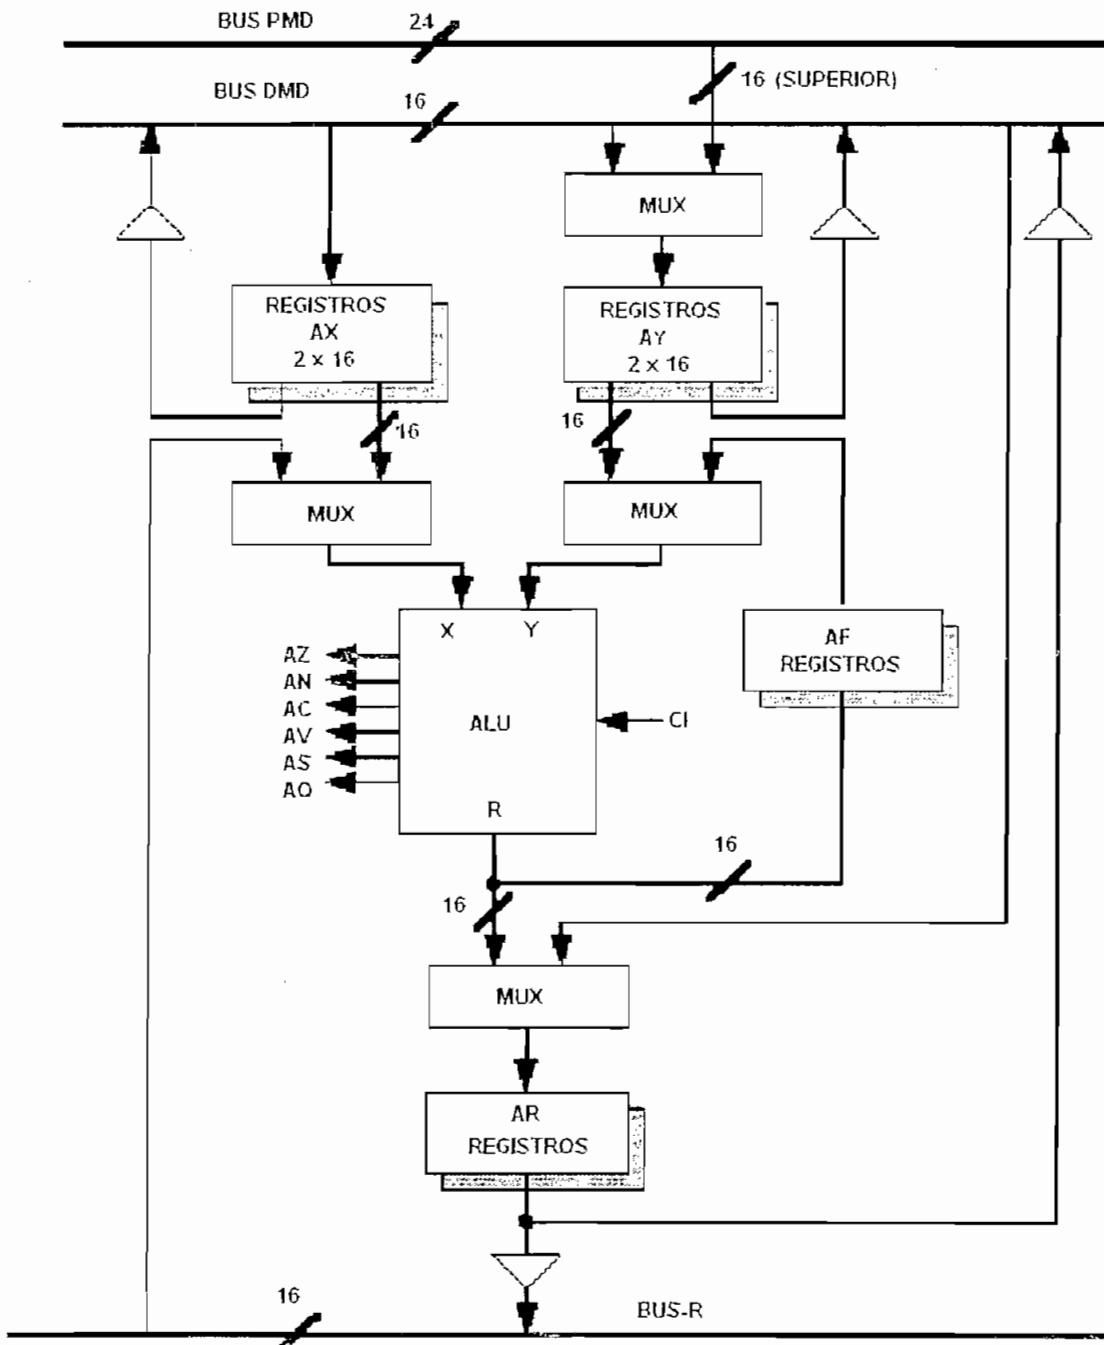 BUS PMD
24
16 (SUPERIOR)
BUS DMD
16
MUX
REGISTROS
AX
2 x 16
REGISTROS
AY
2 x 16
16
16
MUX
MUX
X
Y
AZ
AN
AC
AV
AS
AQ
ALU
CI
R
AF
REGISTROS
16
16
MUX
AR
REGISTROS
16
BUS-R